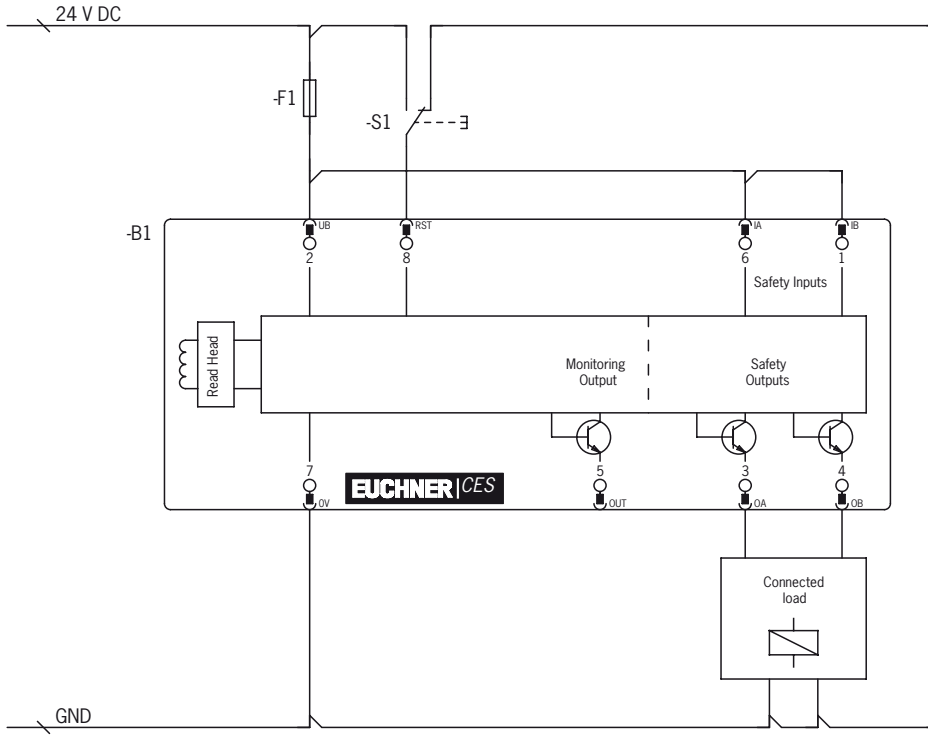 24 V DC
-F1
-S1
-B1
UB
RST
IA
IB
2
8
6
1
Safety Inputs
Read Head
Monitoring
Output
Safety
Outputs
7
5
3
4
EUCHNER CES
0V
OUT
OA
OB
Connected
load
GND